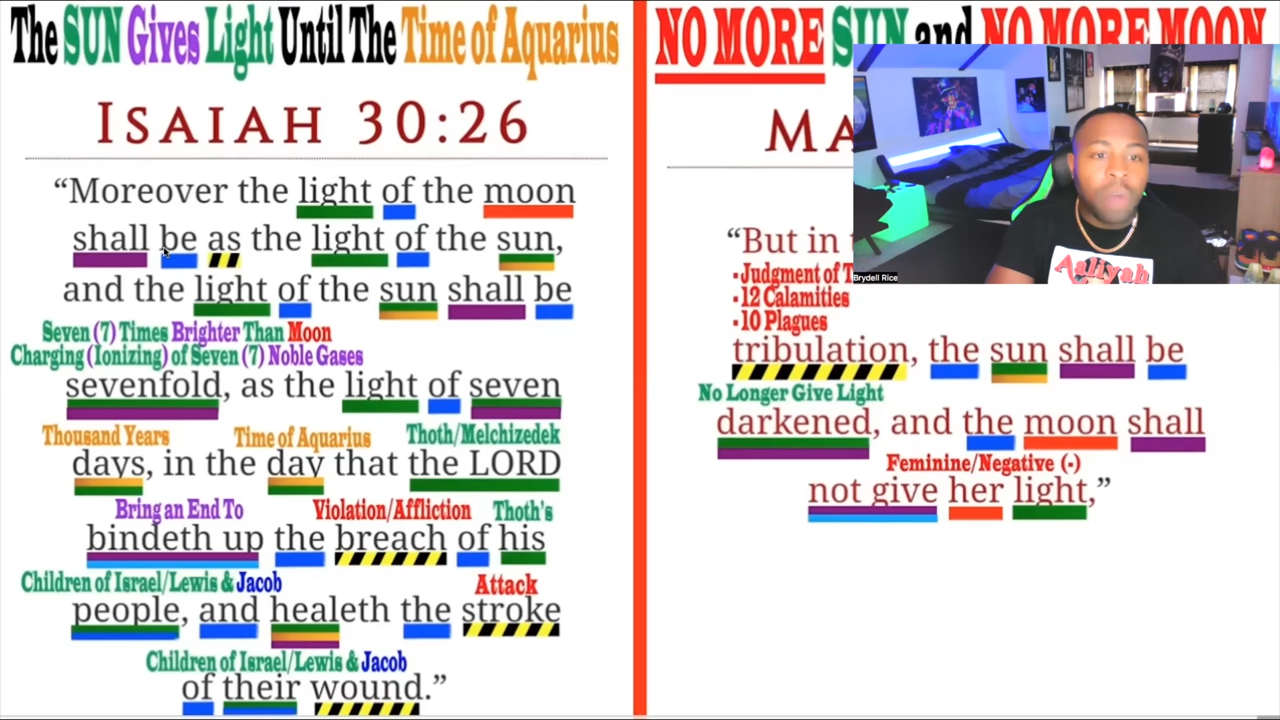 The SUN Gives Light Until The Time of Aquarius
ISAIAH 30:26
“Moreover the light of the moon
shall be as the light of the sun,
and the light of the sun shall be
Seven (7) Times Brighter Than Moon
Charging (Ionizing) of Seven (7) Noble Gases
sevenfold, as the light of seven
Thousand Years Time of Aquarius Thoth/Melchizedek
days, in the day that the LORD
Bring an End To Violation/Affliction Thoth's
bindeth up the breach of his
Children of Israel/Lewis & Jacob Attack
people, and healeth the stroke
Children of Israel/Lewis & Jacob
of their wound.”
NO MORE SUN and NO MORE MOON
MA
“But in
- Judgment of T
- 12 Calamities
- 10 Plagues
tribulation, the sun shall be
No Longer Give Light
darkened, and the moon shall
Feminine/Negative (-)
not give her light,”
Aaliyah
Brydell Rice